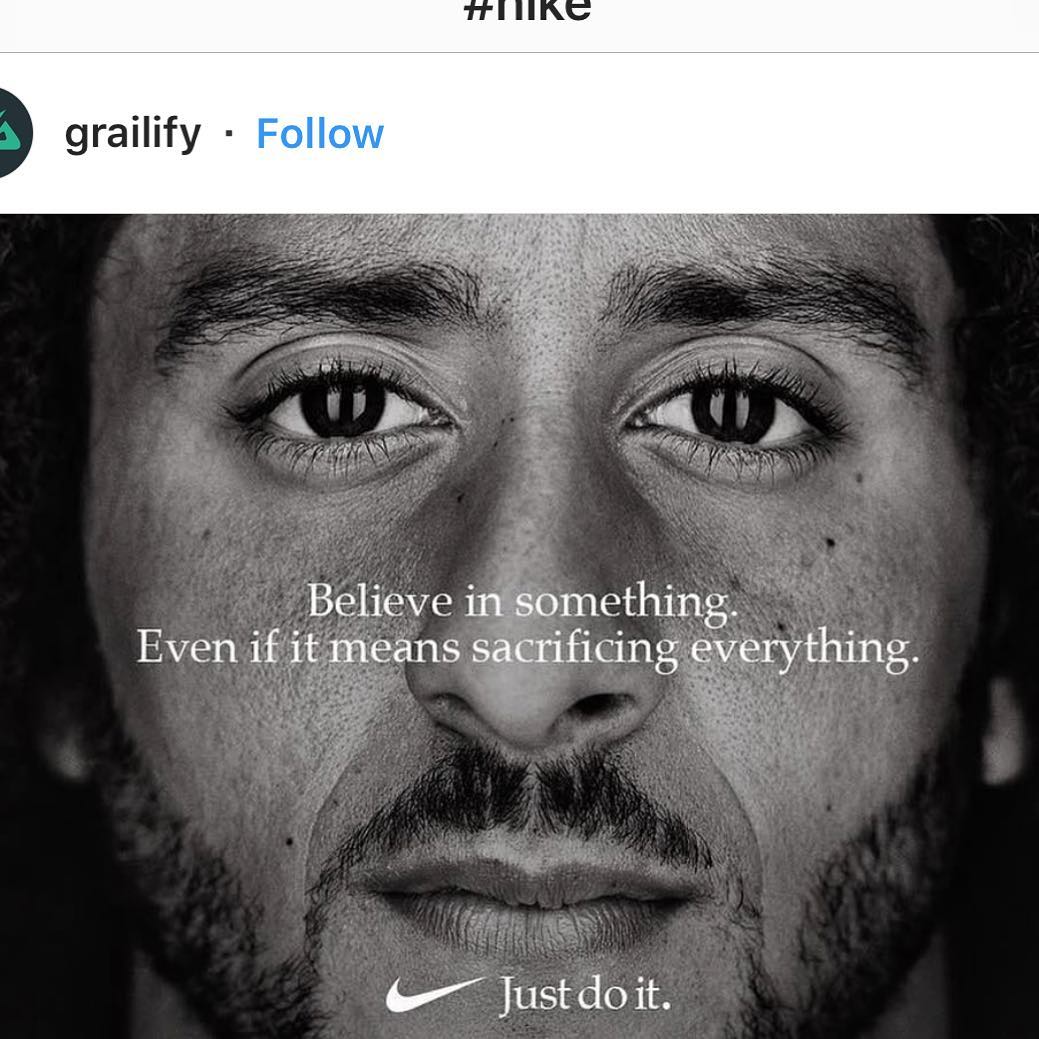 #nike
grailify · Follow
Believe in something.
Even if it means sacrificing everything.
Just do it.